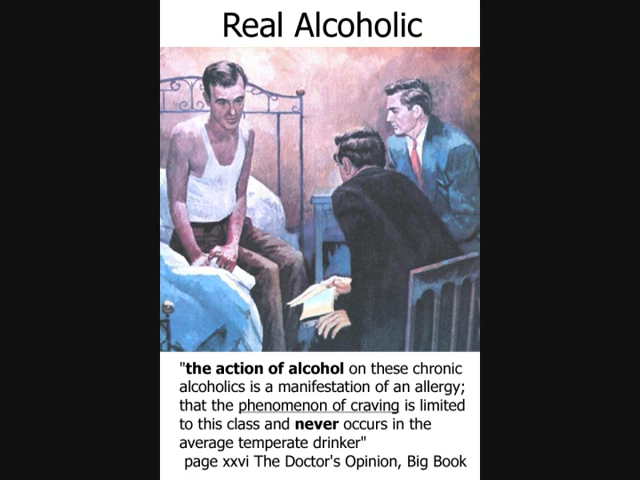 Real Alcoholic
"the action of alcohol on these chronic
alcoholics is a manifestation of an allergy;
that the phenomenon of craving is limited
to this class and never occurs in the
average temperate drinker"
page xxvi The Doctor's Opinion, Big Book